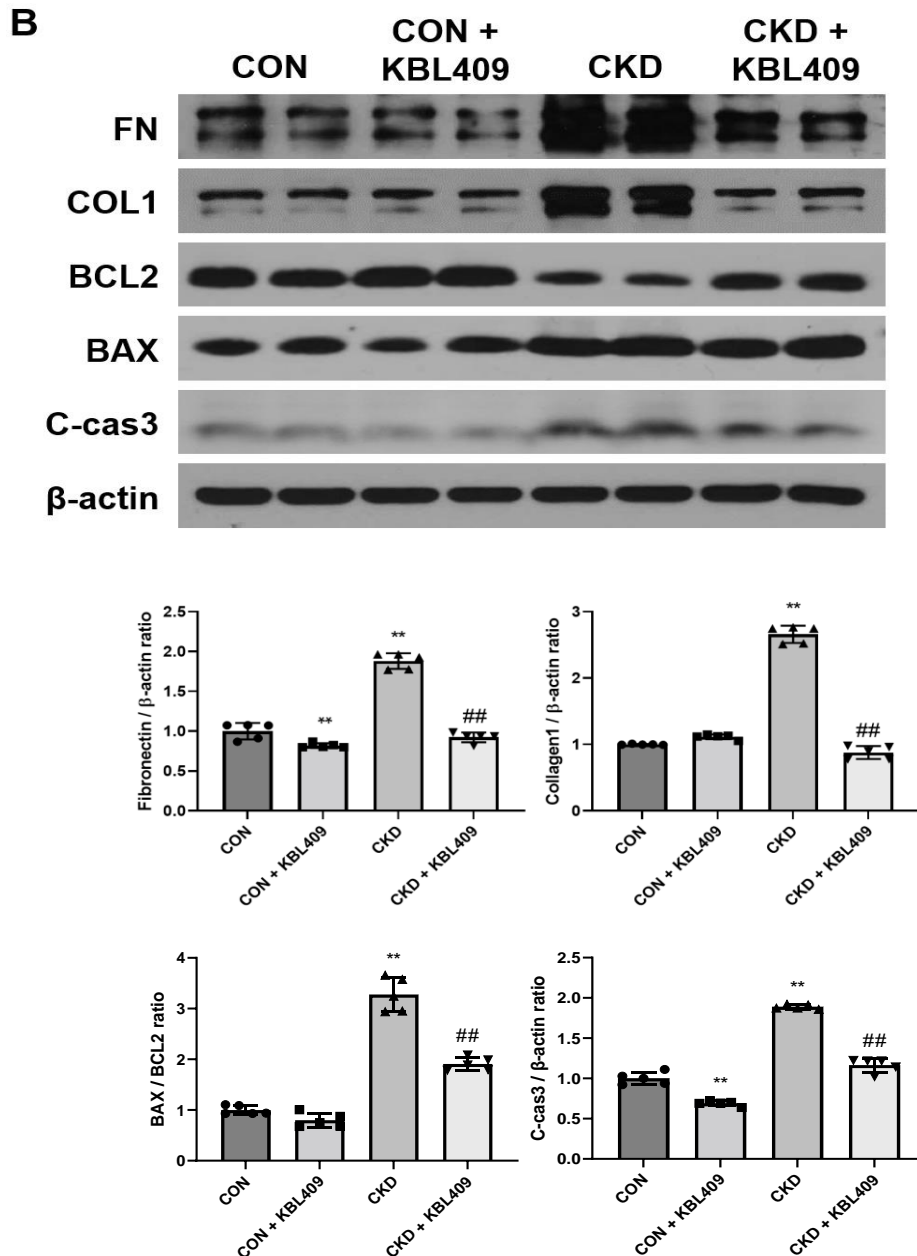 B
CON
CON +
KBL409
CKD
CKD +
KBL409
FN
COL1
BCL2
BAX
C-cas3
β-actin
Fibronectin / β-actin ratio
2.5
2.0
1.5
1.0
0.5
0.0
**
**
##
CON
CON + KBL409
CKD
CKD + KBL409
Collagen1 / β-actin ratio
3
2
1
0
**
##
CON
CON + KBL409
CKD
CKD + KBL409
BAX / BCL2 ratio
4
3
2
1
0
**
##
CON
CON + KBL409
CKD
CKD + KBL409
C-cas3 / β-actin ratio
2.5
2.0
1.5
1.0
0.5
0.0
**
**
##
CON
CON + KBL409
CKD
CKD + KBL409